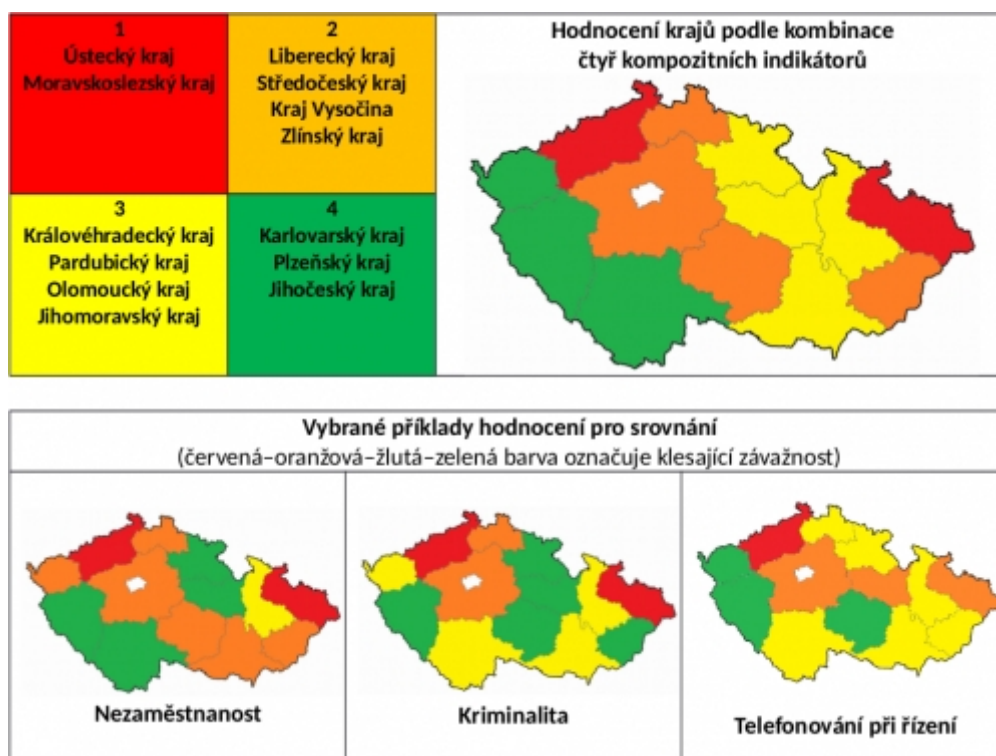 1
Ústecký kraj
Moravskoslezský kraj
2
Liberecký kraj
Středočeský kraj
Kraj Vysočina
Zlínský kraj
3
Královéhradecký kraj
Pardubický kraj
Olomoucký kraj
Jihomoravský kraj
4
Karlovarský kraj
Plzeňský kraj
Jihočeský kraj
Hodnocení krajů podle kombinace
čtyř kompozitních indikátorů
Vybrané příklady hodnocení pro srovnání
(červená–oranžová–žlutá–zelená barva označuje klesající závažnost)
Nezaměstnanost
Kriminalita
Telefonování při řízení